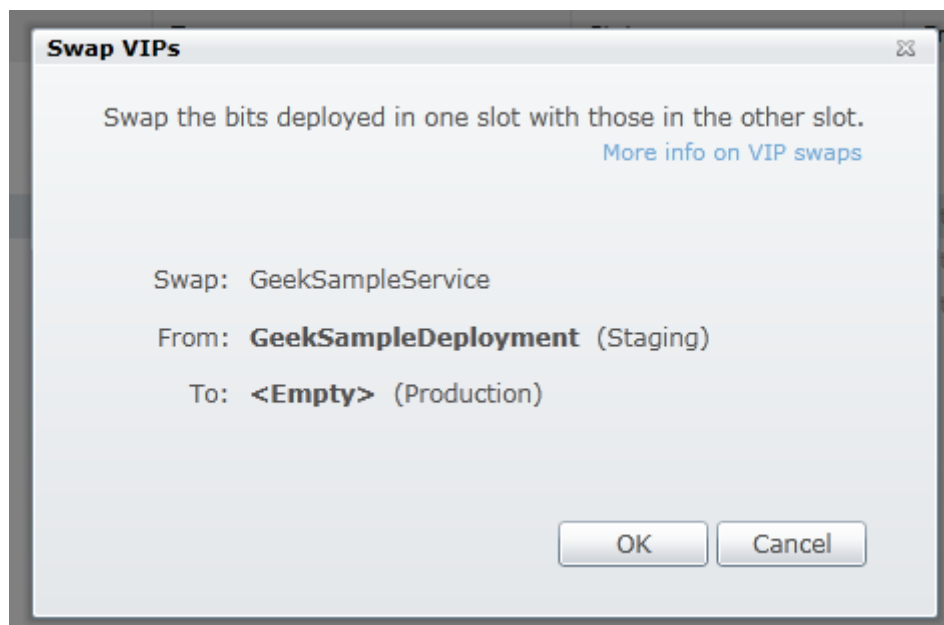 Swap VIPs
Swap the bits deployed in one slot with those in the other slot.
More info on VIP swaps
Swap: GeekSampleService
From: GeekSampleDeployment (Staging)
To: <Empty> (Production)
OK Cancel